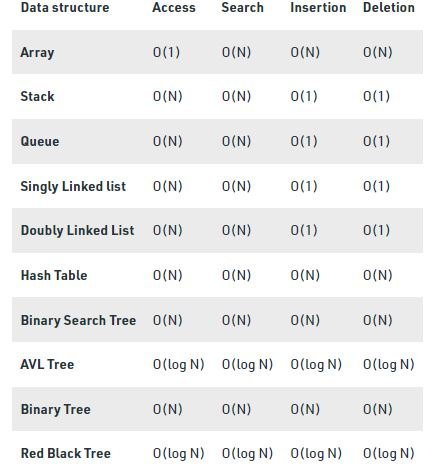 Data structure Access Search Insertion Deletion
Array O(1) O(N) O(N) O(N)
Stack O(N) O(N) O(1) O(1)
Queue O(N) O(N) O(1) O(1)
Singly Linked list O(N) O(N) O(1) O(1)
Doubly Linked List O(N) O(N) O(1) O(1)
Hash Table O(N) O(N) O(N) O(N)
Binary Search Tree O(N) O(N) O(N) O(N)
AVL Tree O(log N) O(log N) O(log N) O(log N)
Binary Tree O(N) O(N) O(N) O(N)
Red Black Tree O(log N) O(log N) O(log N) O(log N)